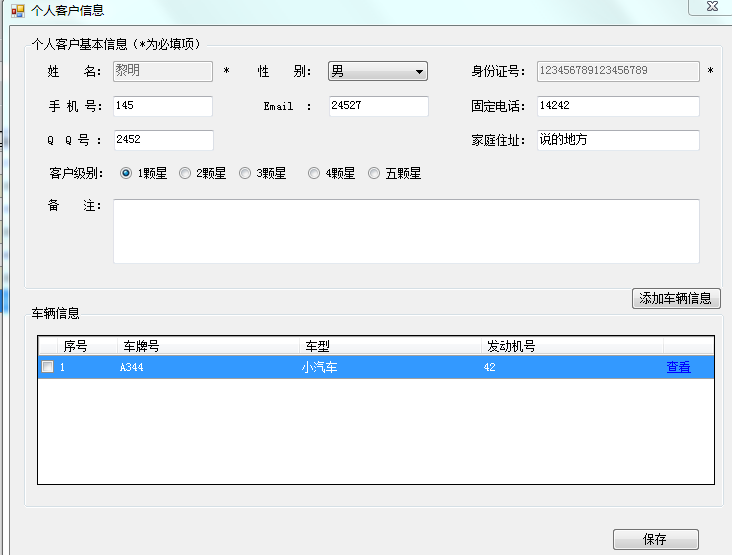 个人客户信息
个人客户基本信息（*为必填项）
姓 名： 黎明 * 性 别： 男 身份证号： 123456789123456789 *
手 机 号： 145 Email ： 24527 固定电话： 14242
Q Q 号 ： 2452 家庭住址： 说的地方
客户级别： 1颗星 2颗星 3颗星 4颗星 五颗星
备 注：
添加车辆信息
车辆信息
序号 车牌号 车型 发动机号
1 A344 小汽车 42 查看
保存